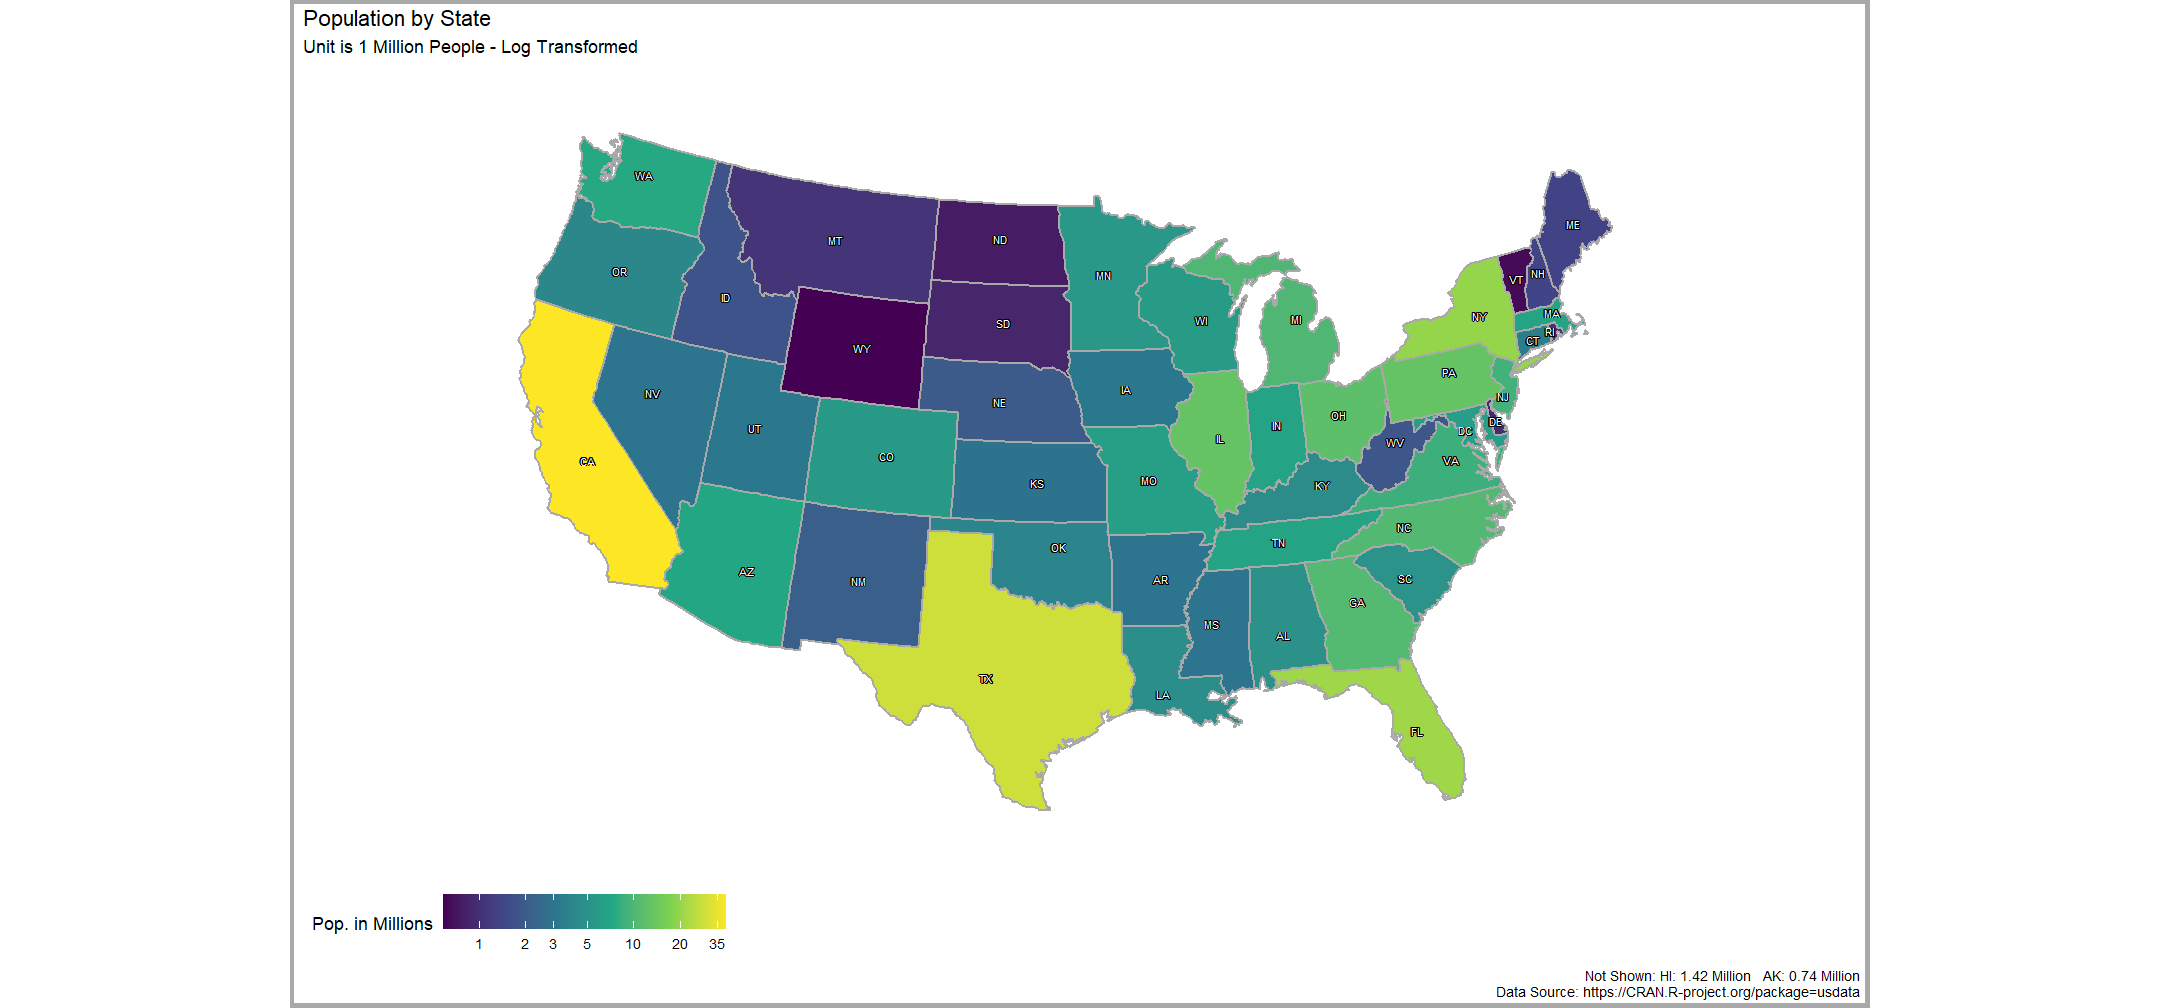 Population by State
Unit is 1 Million People - Log Transformed
WA
MT
ND
ME
OR
MN
VT
NH
ID
WI
MI
NY
MA
SD
RI
CT
WY
PA
NV
NE
IA
NJ
UT
OH
IL
IN
DC
DE
CA
CO
WV
VA
KS
MO
KY
NC
TN
OK
AZ
NM
AR
SC
GA
MS
AL
TX
LA
FL
Pop. in Millions
1 2 3 5 10 20 35
Not Shown: HI: 1.42 Million AK: 0.74 Million
Data Source: https://CRAN.R-project.org/package=usdata